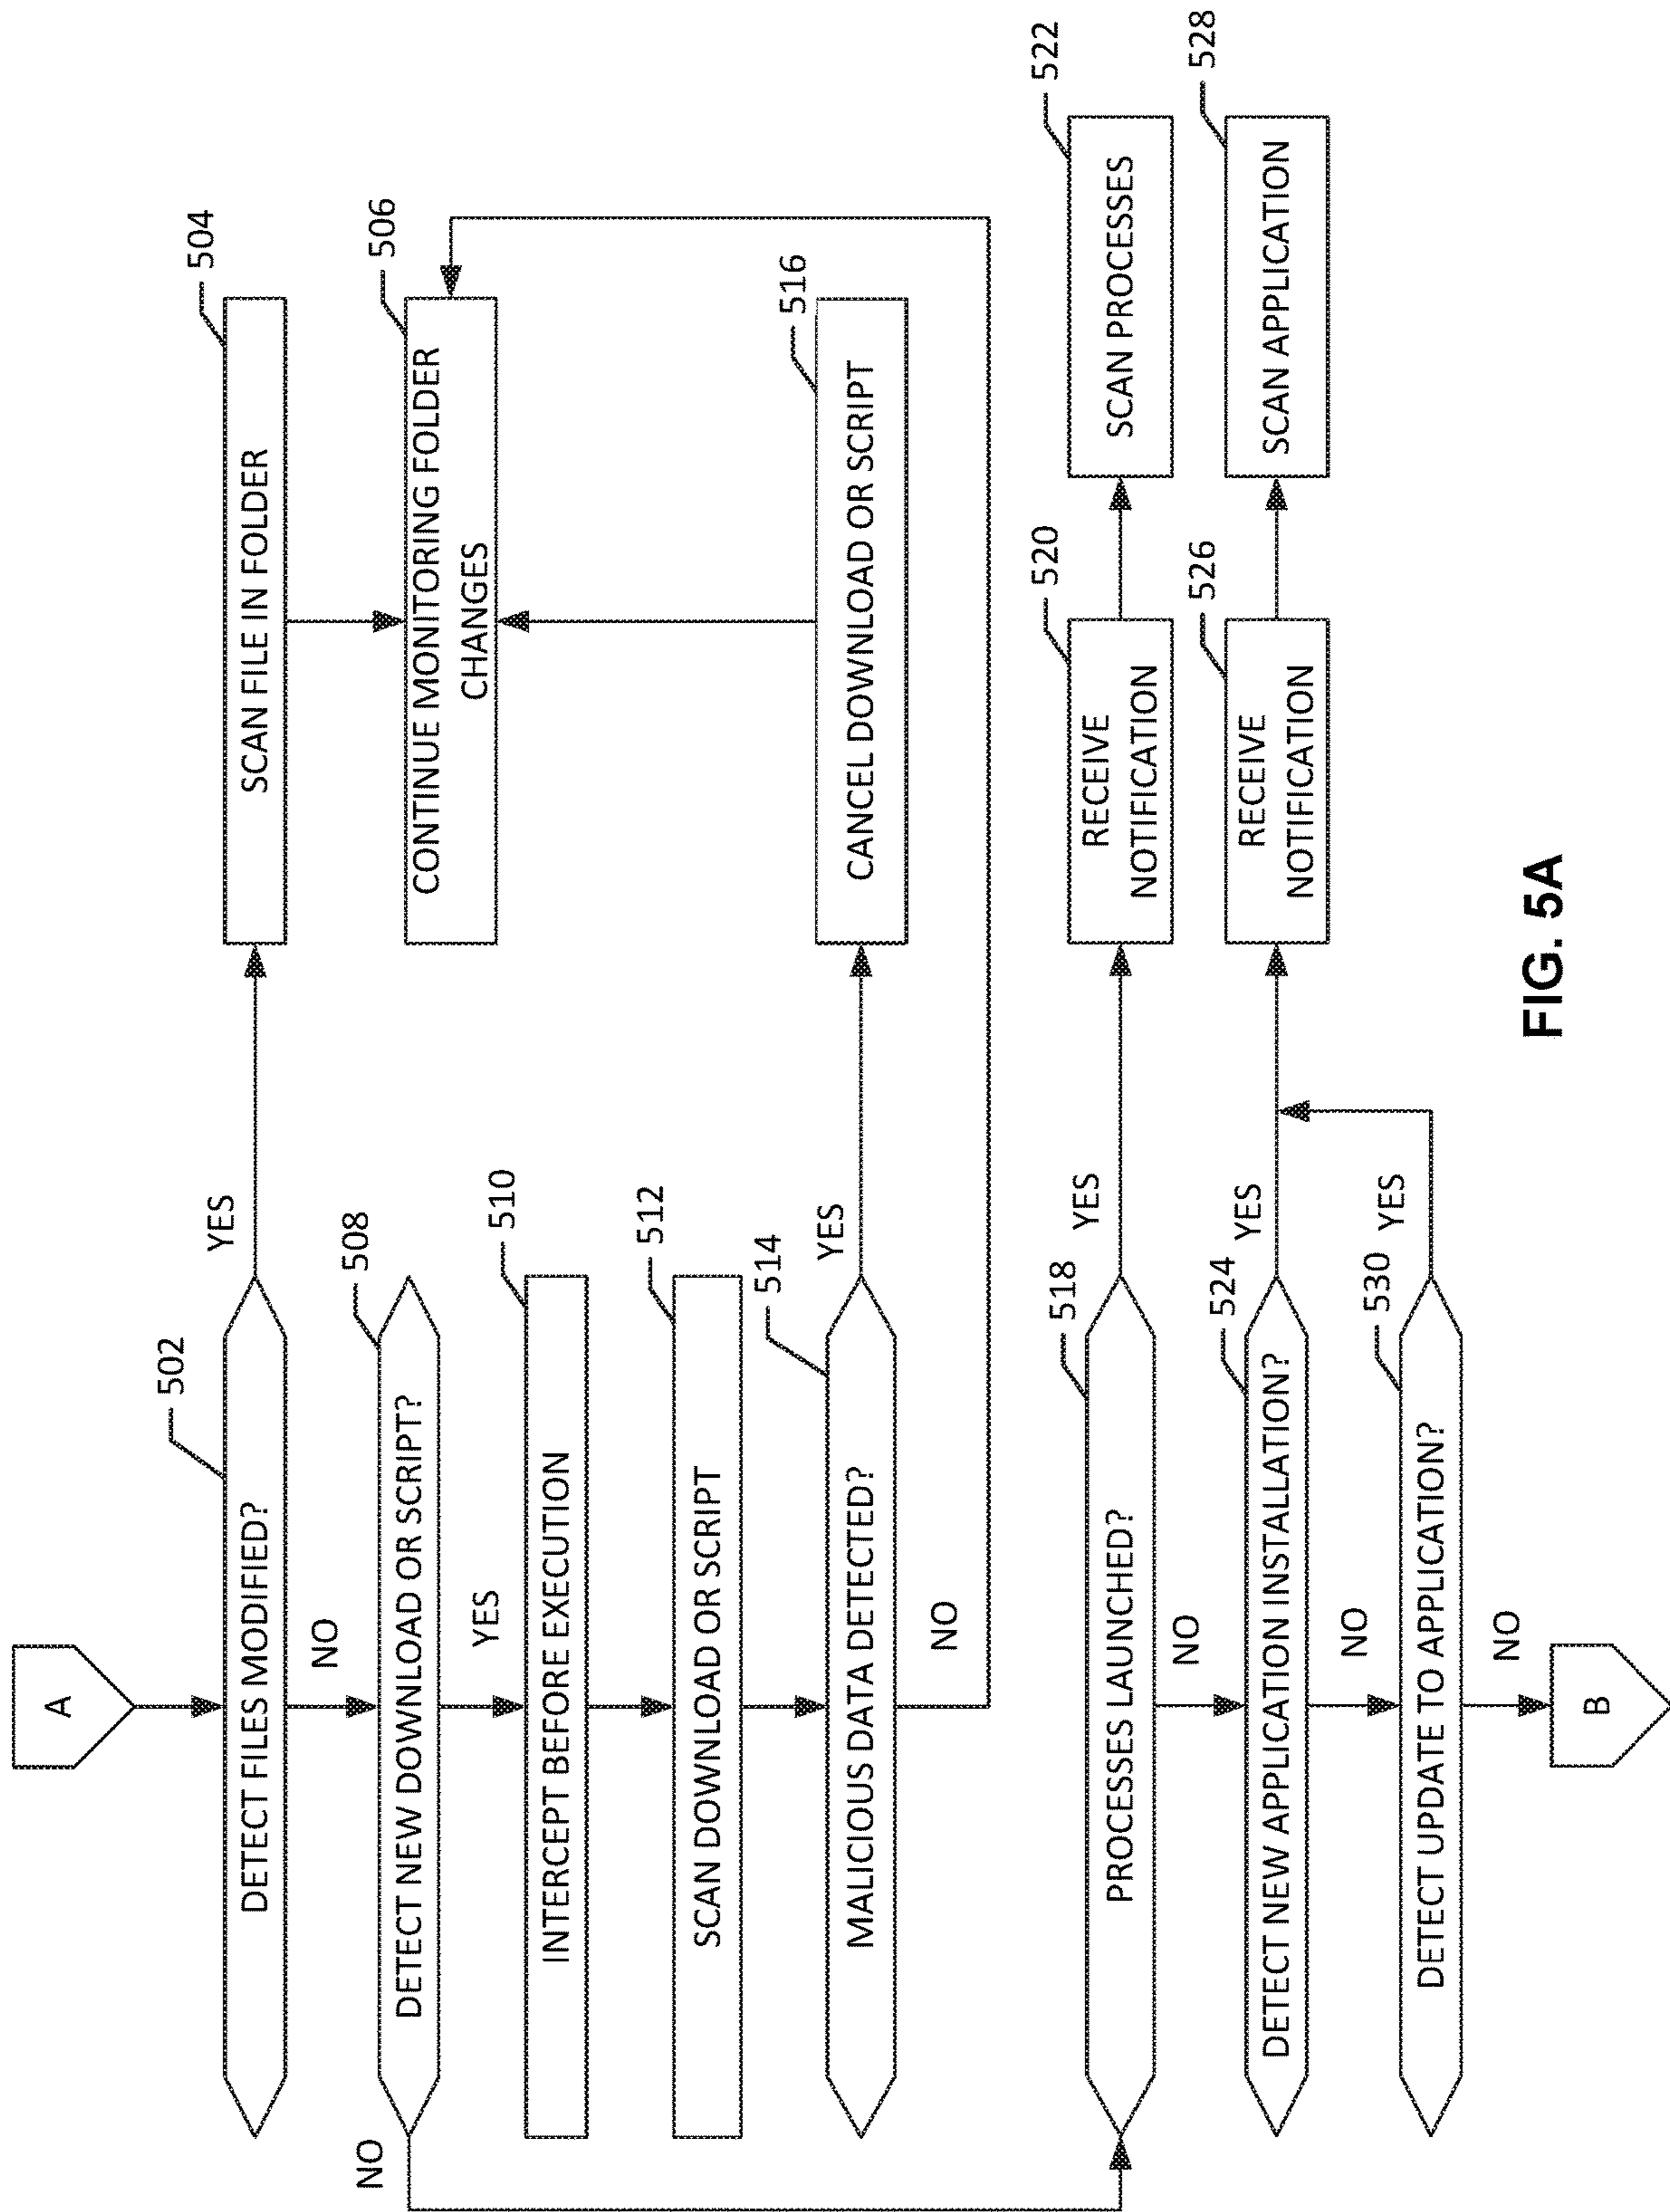 A
DETECT FILES MODIFIED?
502
YES
SCAN FILE IN FOLDER
504
NO
CONTINUE MONITORING FOLDER
CHANGES
506
DETECT NEW DOWNLOAD OR SCRIPT?
508
NO
YES
INTERCEPT BEFORE EXECUTION
510
SCAN DOWNLOAD OR SCRIPT
512
MALICIOUS DATA DETECTED?
514
YES
CANCEL DOWNLOAD OR SCRIPT
516
NO
PROCESSES LAUNCHED?
518
YES
RECEIVE
NOTIFICATION
520
SCAN PROCESSES
522
NO
DETECT NEW APPLICATION INSTALLATION?
524
YES
RECEIVE
NOTIFICATION
526
SCAN APPLICATION
528
NO
DETECT UPDATE TO APPLICATION?
530
YES
NO
B
FIG. 5A